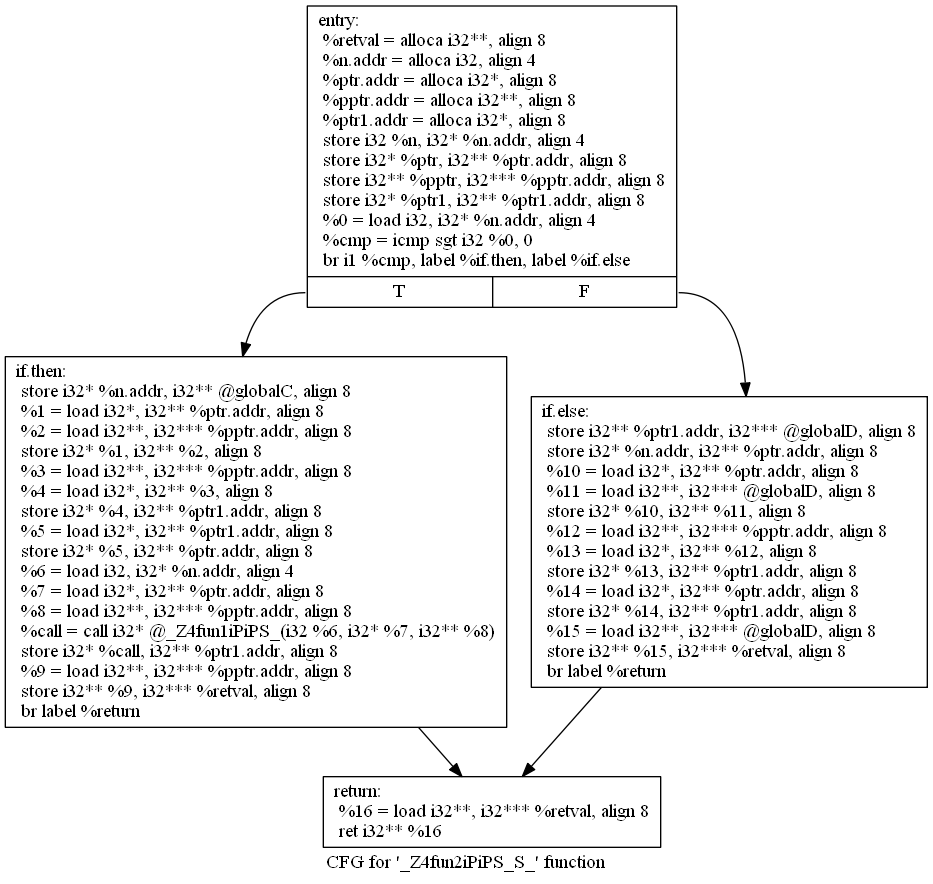 entry:
%retval = alloca i32**, align 8
%n.addr = alloca i32, align 4
%ptr.addr = alloca i32*, align 8
%pptr.addr = alloca i32**, align 8
%ptr1.addr = alloca i32*, align 8
store i32 %n, i32* %n.addr, align 4
store i32* %ptr, i32** %ptr.addr, align 8
store i32** %pptr, i32*** %pptr.addr, align 8
store i32* %ptr1, i32** %ptr1.addr, align 8
%0 = load i32, i32* %n.addr, align 4
%cmp = icmp sgt i32 %0, 0
br i1 %cmp, label %if.then, label %if.else
T
F
if.then:
store i32* %n.addr, i32** @globalC, align 8
%1 = load i32*, i32** %ptr.addr, align 8
%2 = load i32**, i32*** %pptr.addr, align 8
store i32* %1, i32** %2, align 8
%3 = load i32**, i32*** %pptr.addr, align 8
%4 = load i32*, i32** %3, align 8
store i32* %4, i32** %ptr1.addr, align 8
%5 = load i32*, i32** %ptr1.addr, align 8
store i32* %5, i32** %ptr.addr, align 8
%6 = load i32, i32* %n.addr, align 4
%7 = load i32*, i32** %ptr.addr, align 8
%8 = load i32**, i32*** %pptr.addr, align 8
%call = call i32* @_Z4fun1iPiPS_(i32 %6, i32* %7, i32** %8)
store i32* %call, i32** %ptr1.addr, align 8
%9 = load i32**, i32*** %pptr.addr, align 8
store i32** %9, i32*** %retval, align 8
br label %return
if.else:
store i32** %ptr1.addr, i32*** @globalD, align 8
store i32* %n.addr, i32** %ptr.addr, align 8
%10 = load i32*, i32** %ptr.addr, align 8
%11 = load i32**, i32*** @globalD, align 8
store i32* %10, i32** %11, align 8
%12 = load i32**, i32*** %pptr.addr, align 8
%13 = load i32*, i32** %12, align 8
store i32* %13, i32** %ptr1.addr, align 8
%14 = load i32*, i32** %ptr.addr, align 8
store i32* %14, i32** %ptr1.addr, align 8
%15 = load i32**, i32*** @globalD, align 8
store i32** %15, i32*** %retval, align 8
br label %return
return:
%16 = load i32**, i32*** %retval, align 8
ret i32** %16
CFG for '_Z4fun2iPiPS_S_' function